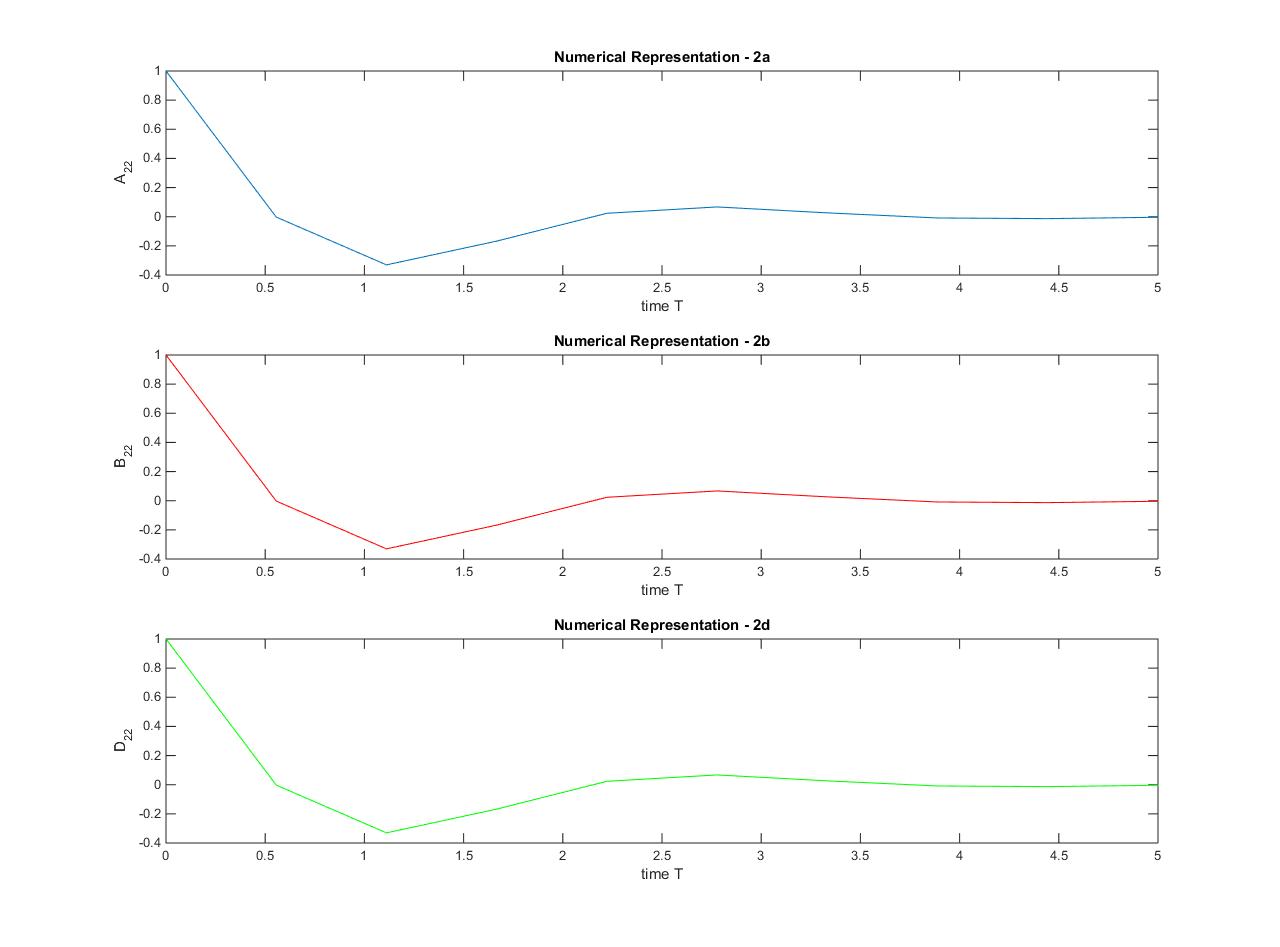 Numerical Representation - 2a
1
0.8
0.6
0.4
0.2
0
-0.2
-0.4
A22
0 0.5 1 1.5 2 2.5 3 3.5 4 4.5 5
time T
Numerical Representation - 2b
1
0.8
0.6
0.4
0.2
0
-0.2
-0.4
B22
0 0.5 1 1.5 2 2.5 3 3.5 4 4.5 5
time T
Numerical Representation - 2d
1
0.8
0.6
0.4
0.2
0
-0.2
-0.4
D22
0 0.5 1 1.5 2 2.5 3 3.5 4 4.5 5
time T